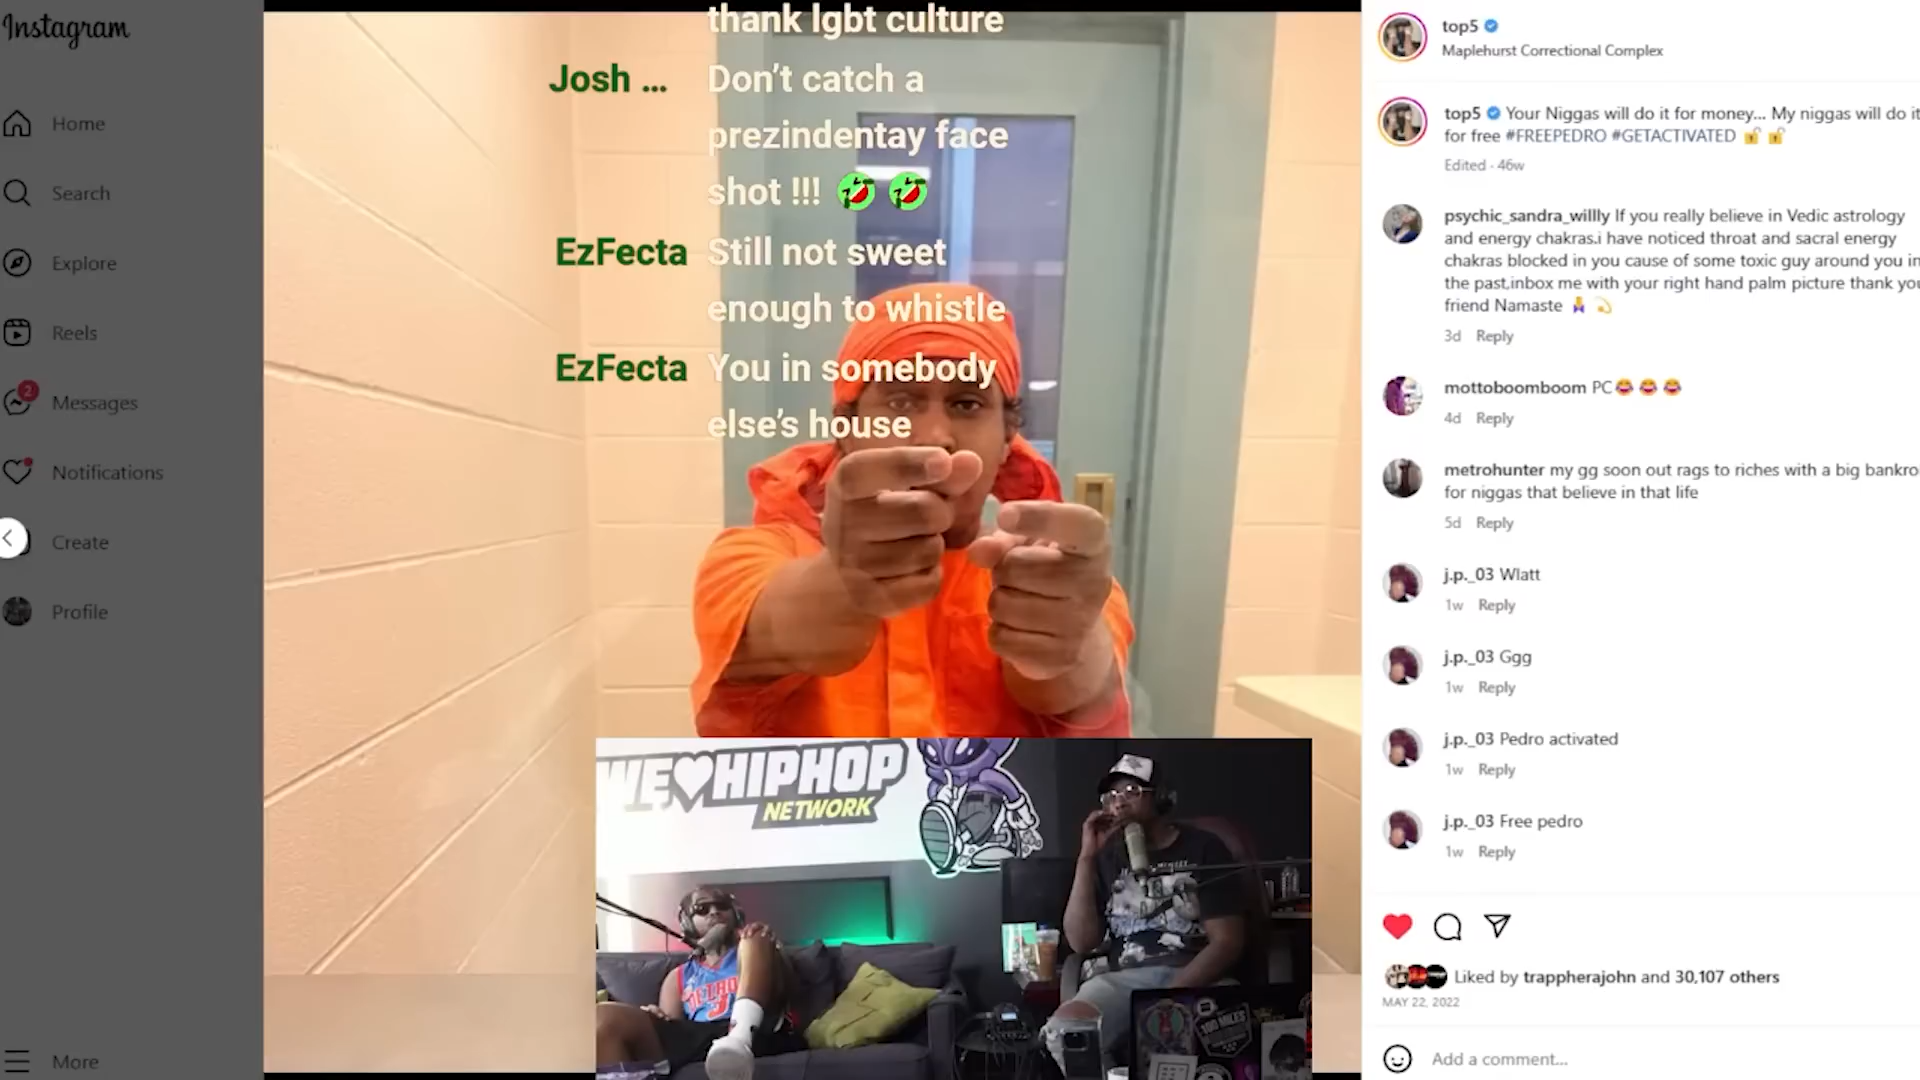 Instagram
Home
Search
Explore
Reels
2
Messages
Notifications
Create
Profile
More
thank lgbt culture
Josh ... Don't catch a
prezindentay face
shot !!! 🤣 🤣
EzFecta Still not sweet
enough to whistle
EzFecta You in somebody
else's house
WE♥HIPHOP
NETWORK
100 MILES
top5
Maplehurst Correctional Complex
top5 Your Niggas will do it for money... My niggas will do it
for free #FREEPEDRO #GETACTIVATED 🔓 🔓
Edited · 46w
psychic_sandra_willly If you really believe in Vedic astrology
and energy chakras.i have noticed throat and sacral energy
chakras blocked in you cause of some toxic guy around you in
the past,inbox me with your right hand palm picture thank you
friend Namaste 🧘 💫
3d Reply
mottoboomboom PC😂 😂 😂
4d Reply
metrohunter my gg soon out rags to riches with a big bankro
for niggas that believe in that life
5d Reply
j.p._03 Wlatt
1w Reply
j.p._03 Ggg
1w Reply
j.p._03 Pedro activated
1w Reply
j.p._03 Free pedro
1w Reply
Liked by trappherajohn and 30,107 others
MAY 22, 2022
Add a comment...